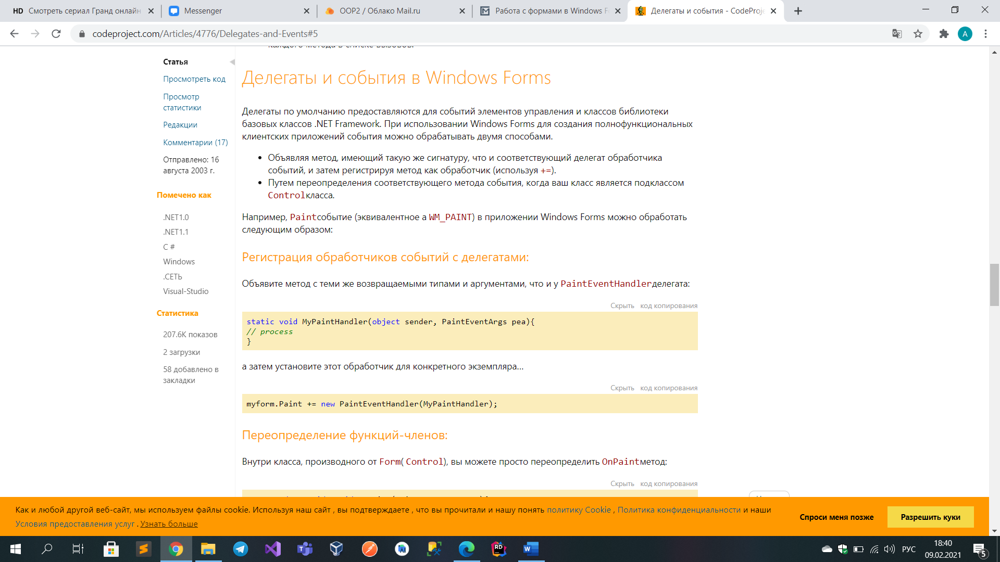 HD Смотреть сериал Гранд онлайн
Messenger
OOP2 / Облако Mail.ru
Работа с формами в Windows F
Делегаты и события - CodeProje
codeproject.com/Articles/4776/Delegates-and-Events#5
A
каждого метода в списке вызовов.
Статья
Просмотреть код
Просмотр
статистики
Редакции
Комментарии (17)
Отправлено: 16
августа 2003 г.
Помечено как
.NET1.0
.NET1.1
C #
Windows
.СЕТЬ
Visual-Studio
Статистика
207.6K показов
2 загрузки
58 добавлено в
закладки
Делегаты и события в Windows Forms
Делегаты по умолчанию предоставляются для событий элементов управления и классов библиотеки
базовых классов .NET Framework. При использовании Windows Forms для создания полнофункциональных
клиентских приложений события можно обрабатывать двумя способами.
• Объявляя метод, имеющий такую же сигнатуру, что и соответствующий делегат обработчика
событий, и затем регистрируя метод как обработчик (используя +=).
• Путем переопределения соответствующего метода события, когда ваш класс является подклассом
Controlкласса.
Например, Paintсобытие (эквивалентное а WM_PAINT) в приложении Windows Forms можно обработать
следующим образом:
Регистрация обработчиков событий с делегатами:
Объявите метод с теми же возвращаемыми типами и аргументами, что и у PaintEventHandlerделегата:
Скрыть код копирования
static void MyPaintHandler(object sender, PaintEventArgs pea){
// process
}
а затем установите этот обработчик для конкретного экземпляра...
Скрыть код копирования
myform.Paint += new PaintEventHandler(MyPaintHandler);
Переопределение функций-членов:
Внутри класса, производного от Form( Control), вы можете просто переопределить OnPaintметод:
Скрыть код копирования
Как и любой другой веб-сайт, мы используем файлы cookie. Используя наш сайт , вы подтверждаете , что вы прочитали и нашу понять политику Cookie , Политика конфиденциальности и наши
Условия предоставления услуг . Узнать больше
Спроси меня позже
Разрешить куки
РУС
18:40
09.02.2021
5